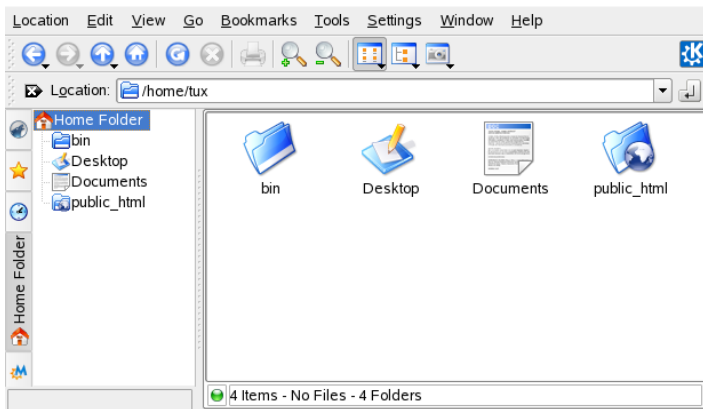 Location Edit View Go Bookmarks Tools Settings Window Help
Location: /home/tux
Home Folder
bin
Desktop
Documents
public_html
Home Folder
bin Desktop Documents public_html
4 Items - No Files - 4 Folders